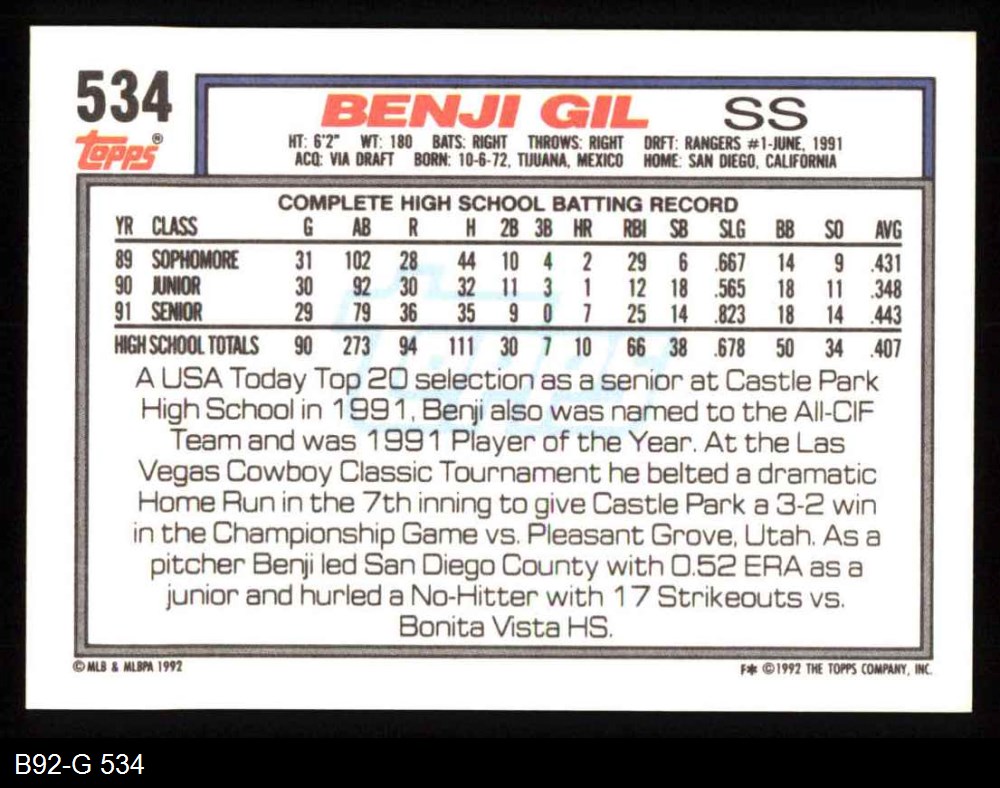 534
Topps®
BENJI GIL SS
HT: 6'2" WT: 180 BATS: RIGHT THROWS: RIGHT DRFT: RANGERS #1-JUNE, 1991
ACQ: VIA DRAFT BORN: 10-6-72, TIJUANA, MEXICO HOME: SAN DIEGO, CALIFORNIA
COMPLETE HIGH SCHOOL BATTING RECORD
YR CLASS G AB R H 2B 3B HR RBI SB SLG BB SO AVG
89 SOPHOMORE 31 102 28 44 10 4 2 29 6 .667 14 9 .431
90 JUNIOR 30 92 30 32 11 3 1 12 18 .565 18 11 .348
91 SENIOR 29 79 36 35 9 0 7 25 14 .823 18 14 .443
HIGH SCHOOL TOTALS 90 273 94 111 30 7 10 66 38 .678 50 34 .407
A USA Today Top 20 selection as a senior at Castle Park
High School in 1991, Benji also was named to the All-CIF
Team and was 1991 Player of the Year. At the Las
Vegas Cowboy Classic Tournament he belted a dramatic
Home Run in the 7th inning to give Castle Park a 3-2 win
in the Championship Game vs. Pleasant Grove, Utah. As a
pitcher Benji led San Diego County with 0.52 ERA as a
junior and hurled a No-Hitter with 17 Strikeouts vs.
Bonita Vista HS.
© MLB & MLBPA 1992
F* © 1992 THE TOPPS COMPANY, INC.
B92-G 534